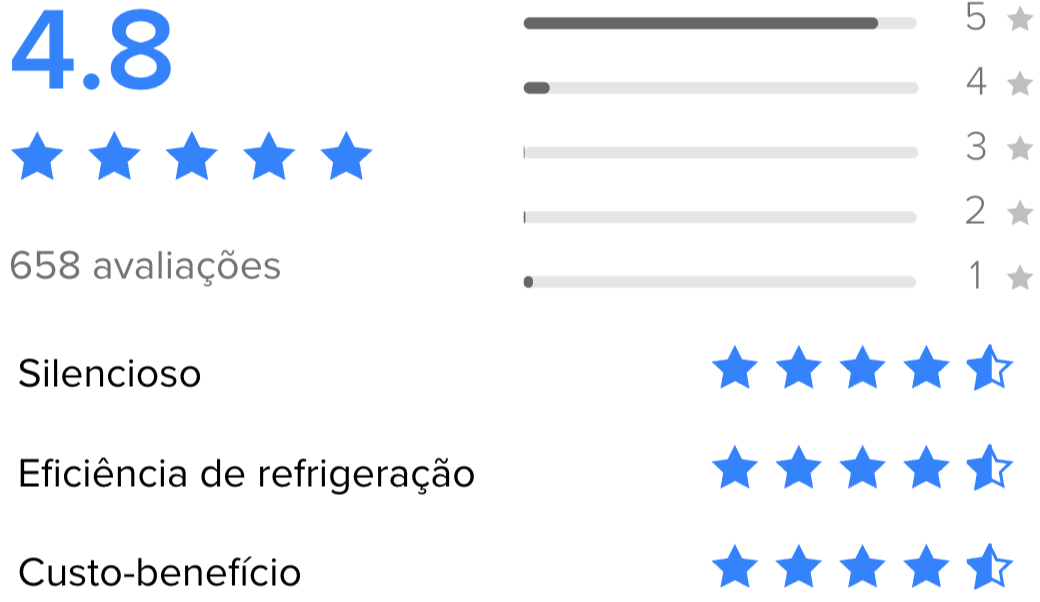 4.8
658 avaliações
5
4
3
2
1
Silencioso
Eficiência de refrigeração
Custo-benefício